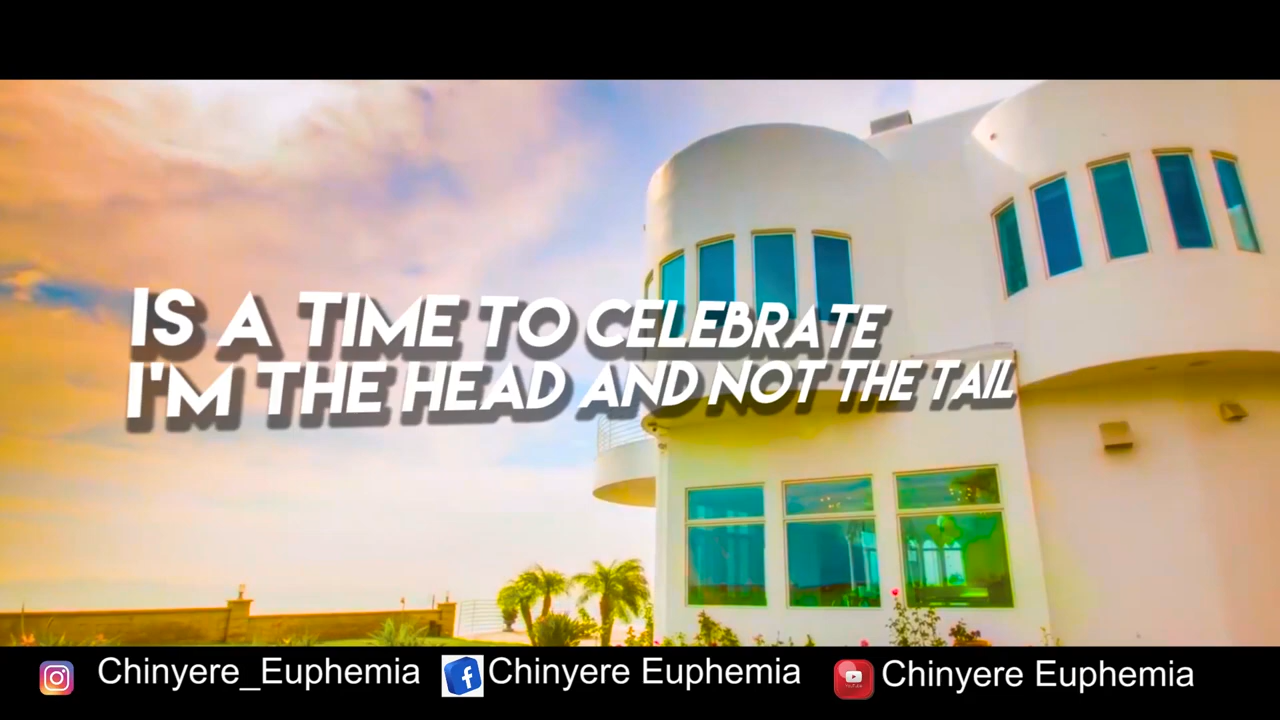 IS A TIME TO CELEBRATE
I'M THE HEAD AND NOT THE TAIL
Chinyere_Euphemia Chinyere Euphemia Chinyere Euphemia